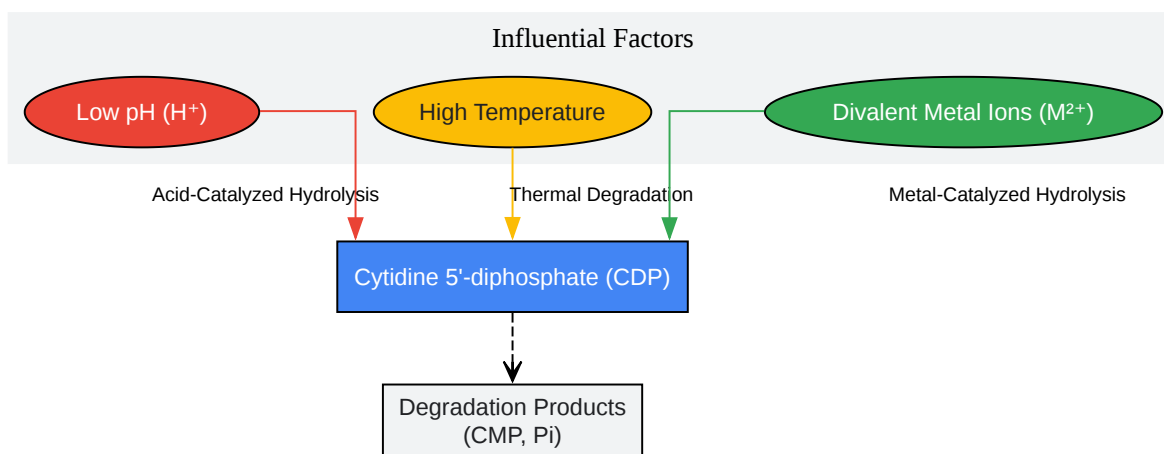 Influential Factors
Low pH (H⁺)
High Temperature
Divalent Metal Ions (M²⁺)
Acid-Catalyzed Hydrolysis
Thermal Degradation
Metal-Catalyzed Hydrolysis
Cytidine 5'-diphosphate (CDP)
Degradation Products
(CMP, Pi)